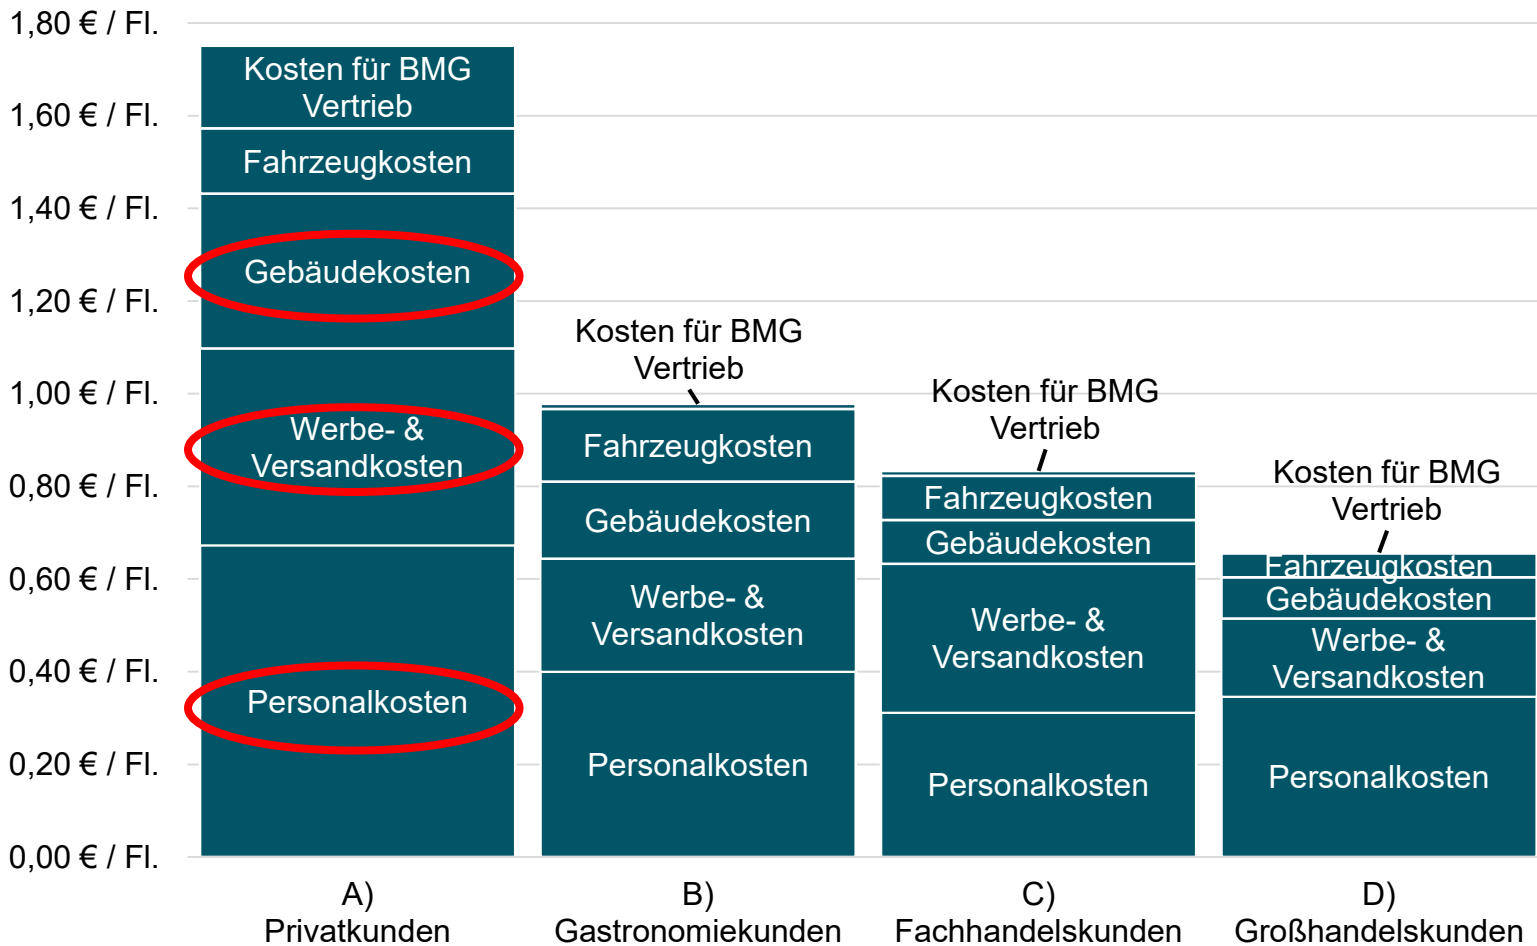 1,80 € / Fl.
1,60 € / Fl.
1,40 € / Fl.
1,20 € / Fl.
1,00 € / Fl.
0,80 € / Fl.
0,60 € / Fl.
0,40 € / Fl.
0,20 € / Fl.
0,00 € / Fl.
Kosten für BMG
Vertrieb
Fahrzeugkosten
Gebäudekosten
Werbe- &
Versandkosten
Personalkosten
Kosten für BMG
Vertrieb
Fahrzeugkosten
Gebäudekosten
Werbe- &
Versandkosten
Personalkosten
Kosten für BMG
Vertrieb
Fahrzeugkosten
Gebäudekosten
Werbe- &
Versandkosten
Personalkosten
Kosten für BMG
Vertrieb
Fahrzeugkosten
Gebäudekosten
Werbe- &
Versandkosten
Personalkosten
A)
Privatkunden
B)
Gastronomiekunden
C)
Fachhandelskunden
D)
Großhandelskunden